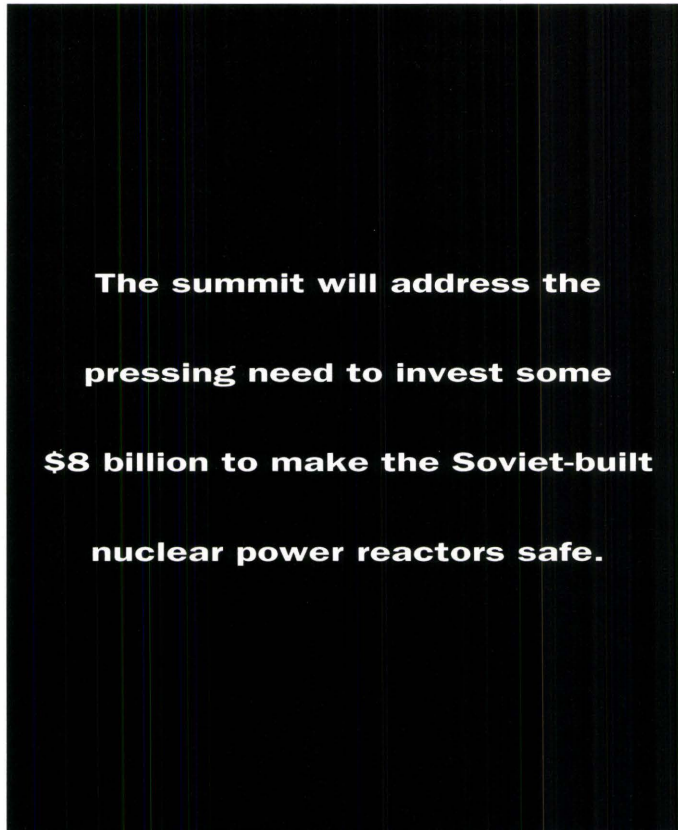 The summit will address the
pressing need to invest some
$8 billion to make the Soviet-built
nuclear power reactors safe.